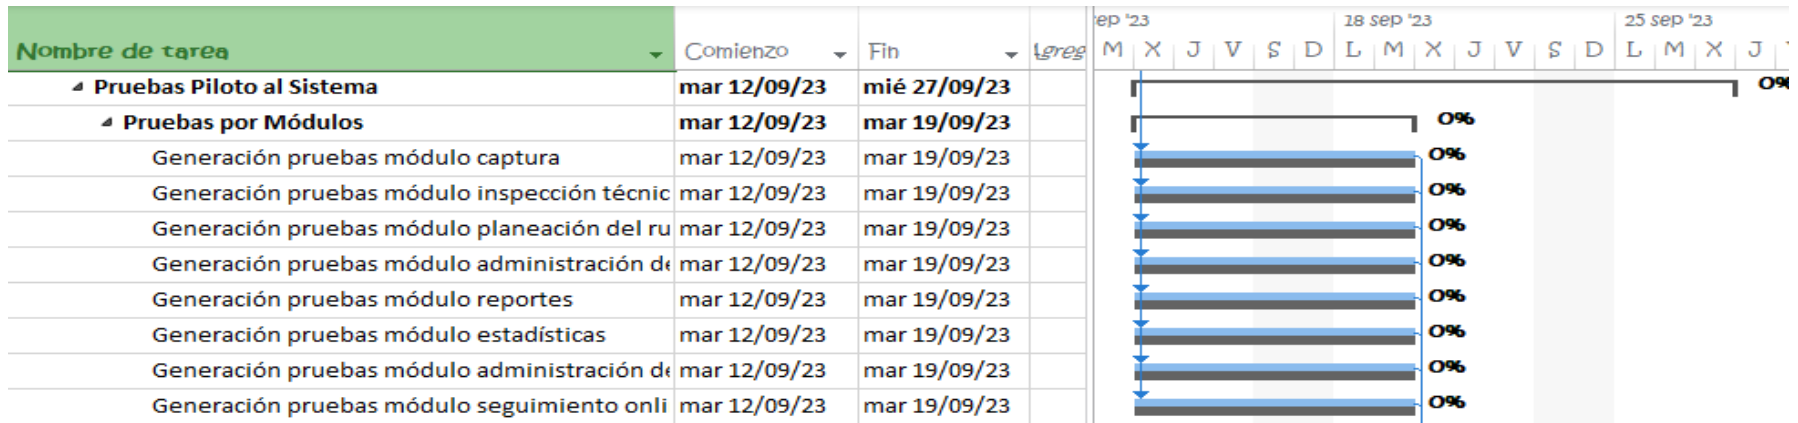 ep '23 18 sep '23 25 sep '23
Nombre de tarea Comienzo Fin Agreg M X J V S D L M X J V S D L M X J
Pruebas Piloto al Sistema mar 12/09/23 mié 27/09/23 0%
Pruebas por Módulos mar 12/09/23 mar 19/09/23 0%
Generación pruebas módulo captura mar 12/09/23 mar 19/09/23 0%
Generación pruebas módulo inspección técnic mar 12/09/23 mar 19/09/23 0%
Generación pruebas módulo planeación del ru mar 12/09/23 mar 19/09/23 0%
Generación pruebas módulo administración de mar 12/09/23 mar 19/09/23 0%
Generación pruebas módulo reportes mar 12/09/23 mar 19/09/23 0%
Generación pruebas módulo estadísticas mar 12/09/23 mar 19/09/23 0%
Generación pruebas módulo administración de mar 12/09/23 mar 19/09/23 0%
Generación pruebas módulo seguimiento onli mar 12/09/23 mar 19/09/23 0%